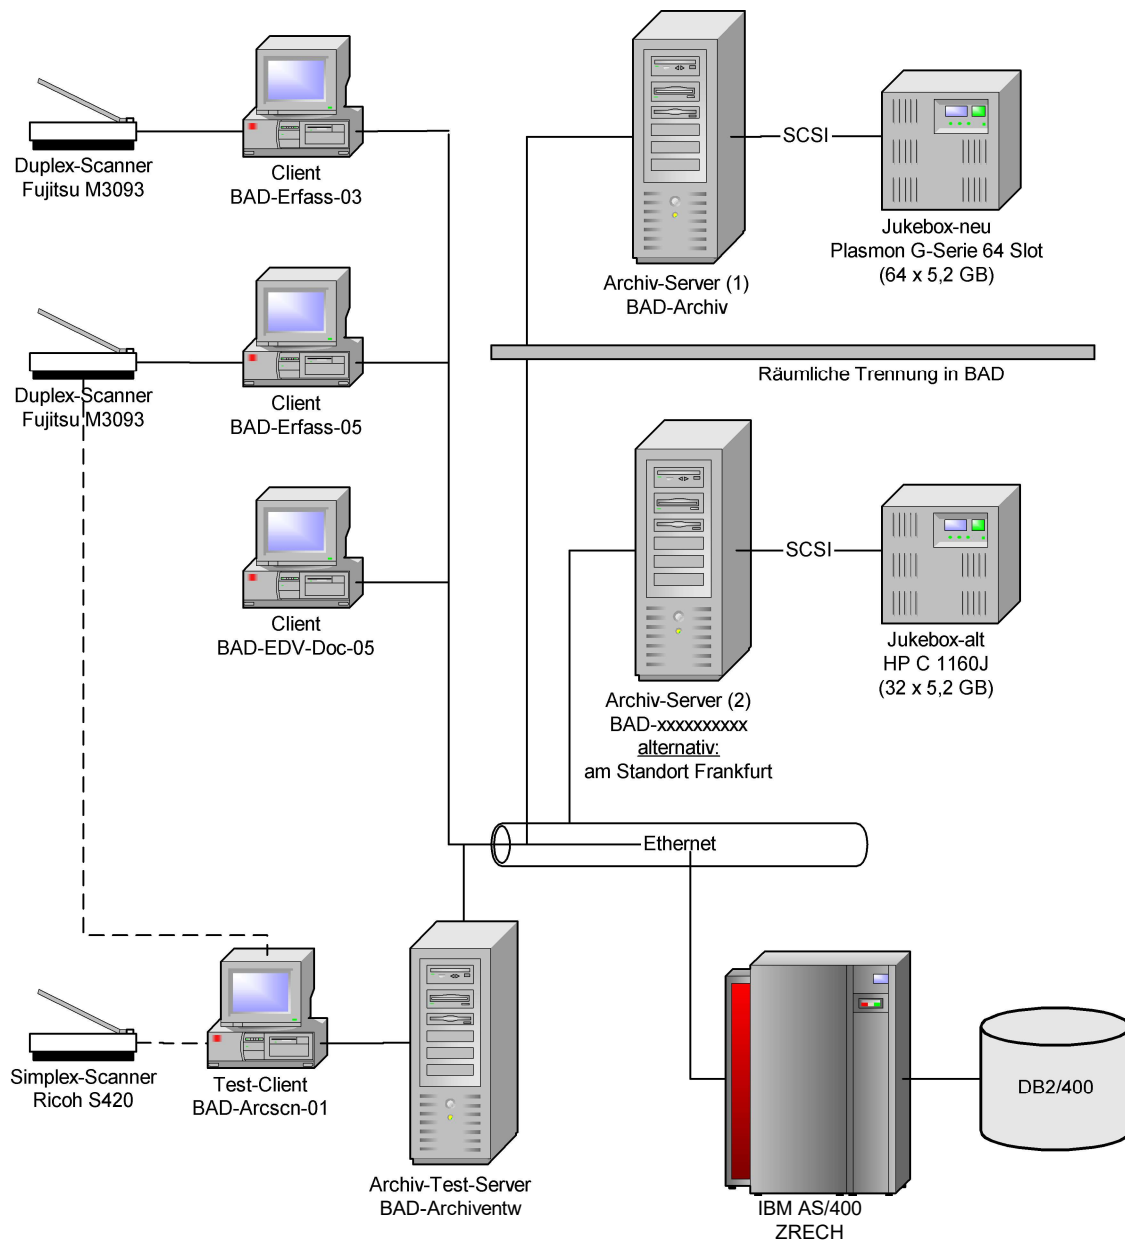 Duplex-Scanner
Fujitsu M3093
Client
BAD-Erfass-03
SCSI
Archiv-Server (1)
BAD-Archiv
Jukebox-neu
Plasmon G-Serie 64 Slot
(64 x 5,2 GB)
Räumliche Trennung in BAD
Duplex-Scanner
Fujitsu M3093
Client
BAD-Erfass-05
Client
BAD-EDV-Doc-05
SCSI
Archiv-Server (2)
BAD-xxxxxxxxxx
alternativ:
am Standort Frankfurt
Jukebox-alt
HP C 1160J
(32 x 5,2 GB)
Ethernet
Simplex-Scanner
Ricoh S420
Test-Client
BAD-Arcscn-01
Archiv-Test-Server
BAD-Archiventw
IBM AS/400
ZRECH
DB2/400